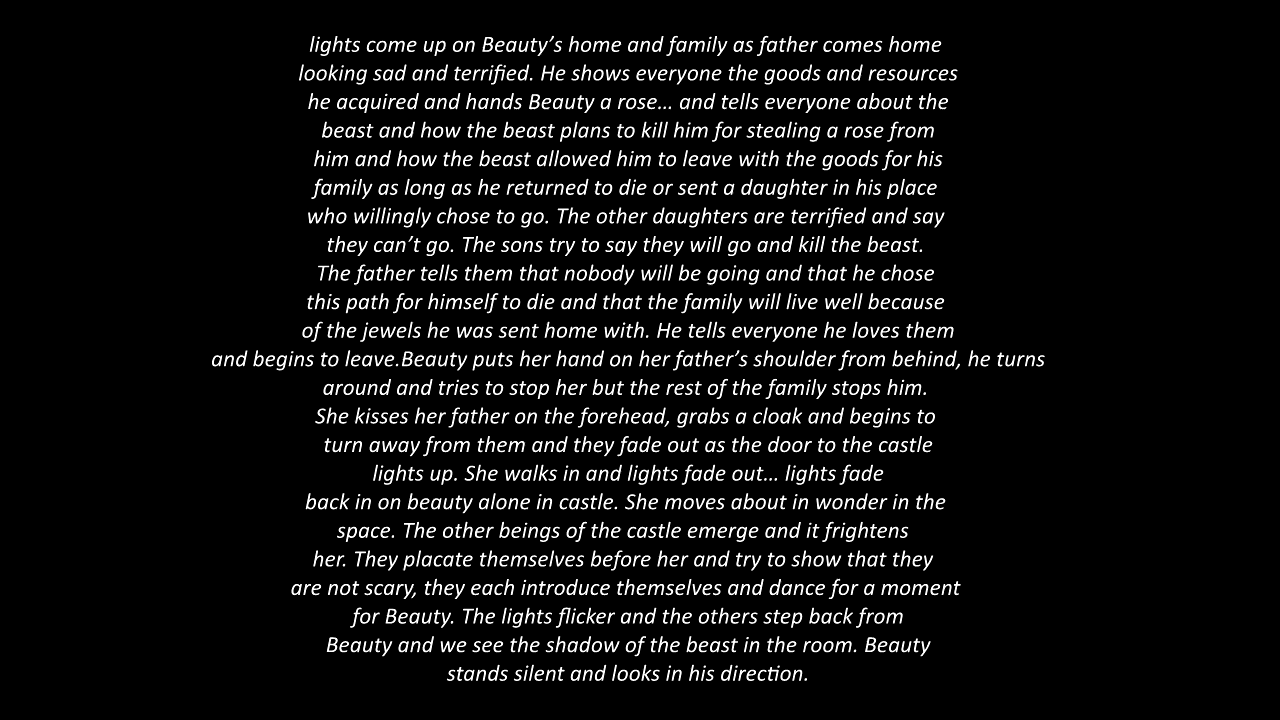 lights come up on Beauty’s home and family as father comes home
looking sad and terrified. He shows everyone the goods and resources
he acquired and hands Beauty a rose… and tells everyone about the
beast and how the beast plans to kill him for stealing a rose from
him and how the beast allowed him to leave with the goods for his
family as long as he returned to die or sent a daughter in his place
who willingly chose to go. The other daughters are terrified and say
they can’t go. The sons try to say they will go and kill the beast.
The father tells them that nobody will be going and that he chose
this path for himself to die and that the family will live well because
of the jewels he was sent home with. He tells everyone he loves them
and begins to leave.Beauty puts her hand on her father’s shoulder from behind, he turns
around and tries to stop her but the rest of the family stops him.
She kisses her father on the forehead, grabs a cloak and begins to
turn away from them and they fade out as the door to the castle
lights up. She walks in and lights fade out… lights fade
back in on beauty alone in castle. She moves about in wonder in the
space. The other beings of the castle emerge and it frightens
her. They placate themselves before her and try to show that they
are not scary, they each introduce themselves and dance for a moment
for Beauty. The lights flicker and the others step back from
Beauty and we see the shadow of the beast in the room. Beauty
stands silent and looks in his direction.